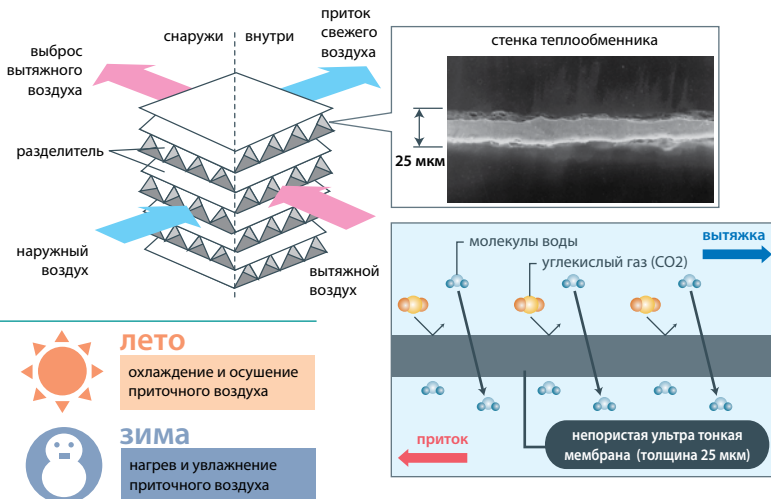 снаружи
внутри
приток
свежего
воздуха
выброс
вытяжного
воздуха
разделитель
наружный
воздух
вытяжной
воздух
стенка теплообменника
25 мкм
молекулы воды
углекислый газ (CO2)
вытяжка
приток
непористая ультра тонкая
мембрана (толщина 25 мкм)
лето
охлаждение и осушение
приточного воздуха
зима
нагрев и увлажнение
приточного воздуха